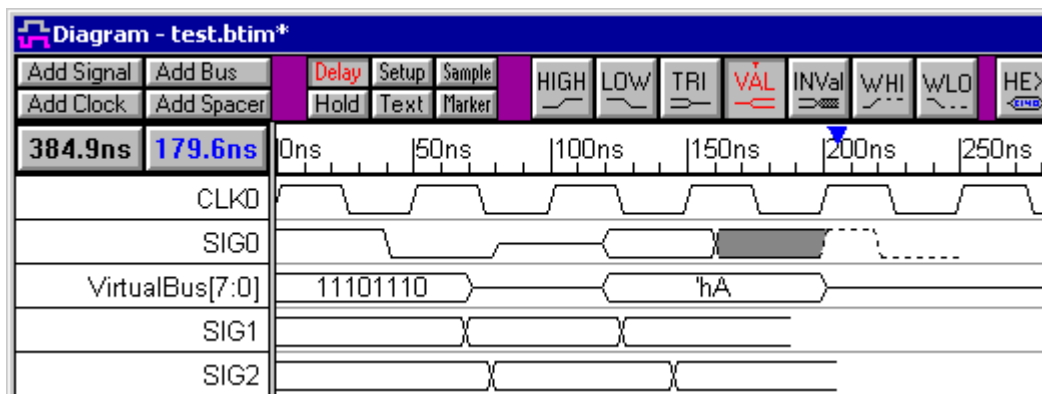 Diagram - test.btim*
Add Signal Add Bus Delay Setup Sample HIGH LOW TRI VAL INVal WHI WLO HEX
Add Clock Add Spacer Hold Text Marker
384.9ns 179.6ns 0ns 50ns 100ns 150ns 200ns 250ns
CLK0
SIG0
VirtualBus[7:0] 11101110 'hA
SIG1
SIG2